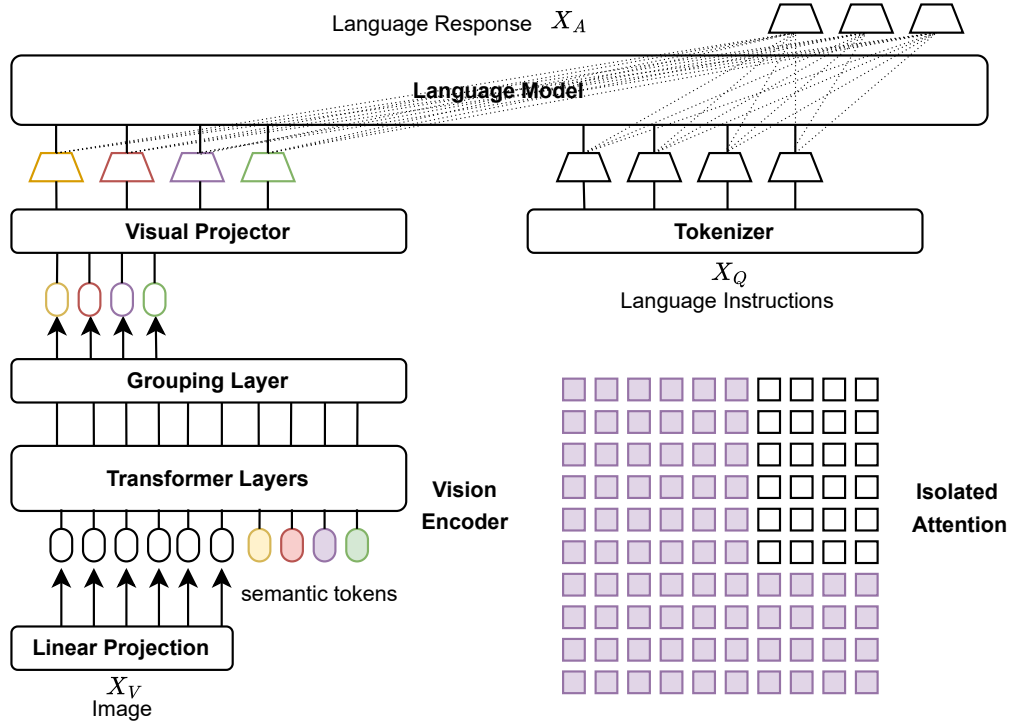 Language Response X_A
Language Model
Visual Projector
Tokenizer
X_Q
Language Instructions
Grouping Layer
Transformer Layers
Vision
Encoder
Isolated
Attention
semantic tokens
Linear Projection
X_V
Image